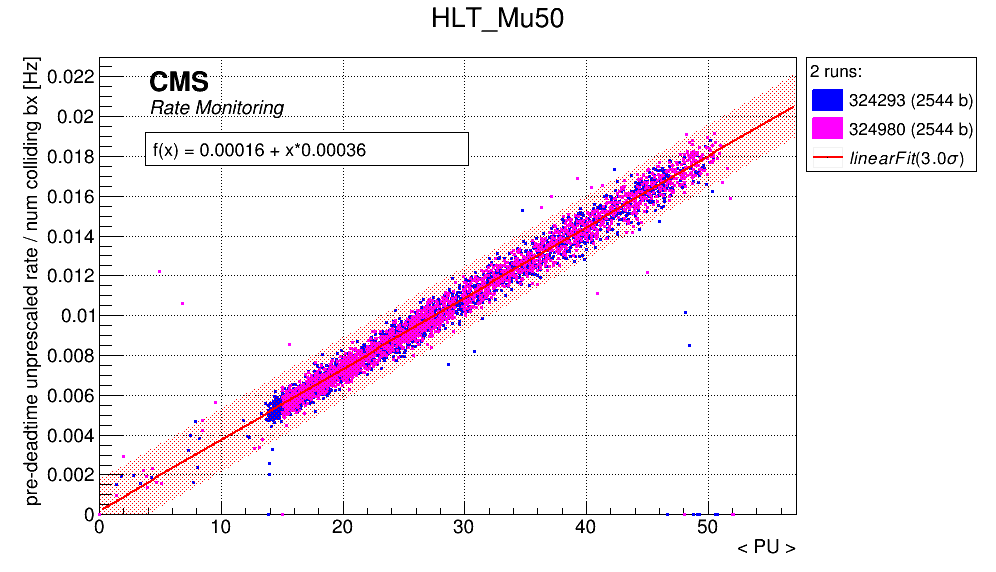 HLT_Mu50
pre-deadtime unprescaled rate / num colliding bx [Hz]
0.022
0.02
0.018
0.016
0.014
0.012
0.01
0.008
0.006
0.004
0.002
0
CMS
Rate Monitoring
f(x) = 0.00016 + x*0.00036
0 10 20 30 40 50
< PU >
2 runs:
324293 (2544 b)
324980 (2544 b)
linearFit(3.0σ)